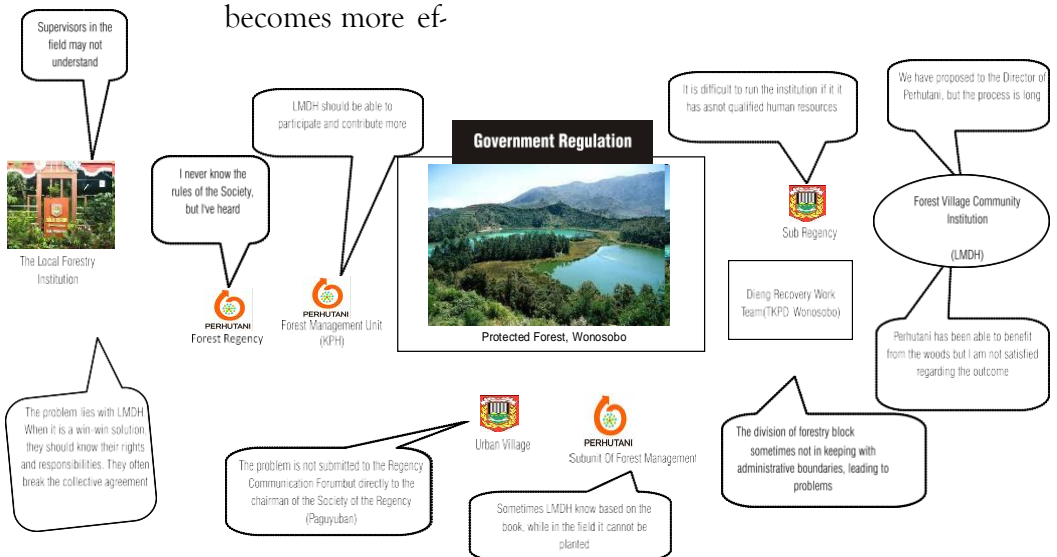 becomes more ef-
Supervisors in the
field may not
understand
LMDH should be able to
participate and contribute more
I never know the
rules of the Society,
but I've heard
The Local Forestry
Institution
PERHUTANI
Forest Regency
PERHUTANI
Forest Management Unit
(KPH)
Government Regulation
Protected Forest, Wonosobo
It is difficult to run the institution if it it
has asnot qualified human resources
Sub Regency
We have proposed to the Director of
Perhutani, but the process is long
Forest Village Community
Institution
(LMDH)
Dieng Recovery Work
Team(TKPD Wonosobo)
Perhutani has been able to benefit
from the woods but I am not satisfied
regarding the outcome
The problem lies with LMDH
When it is a win-win solution,
they should know their rights
and responsibilities. They often
break the collective agreement
Urban Village
The problem is not submitted to the Regency
Communication Forumbut directly to the
chairman of the Society of the Regency
(Paguyuban)
PERHUTANI
Subunit Of Forest Management
Sometimes LMDH know based on the
book, while in the field it cannot be
planted
The division of forestry block
sometimes not in keeping with
administrative boundaries, leading to
problems